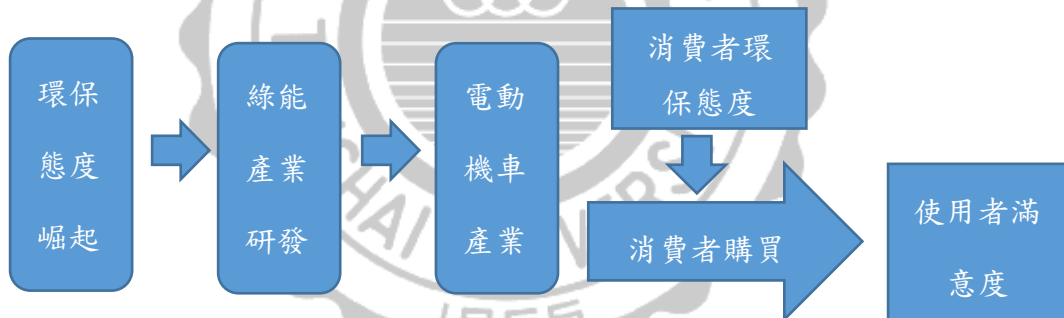 環保
態度
崛起
綠能
產業
研發
電動
機車
產業
消費者環
保態度
消費者購買
使用者滿
意度